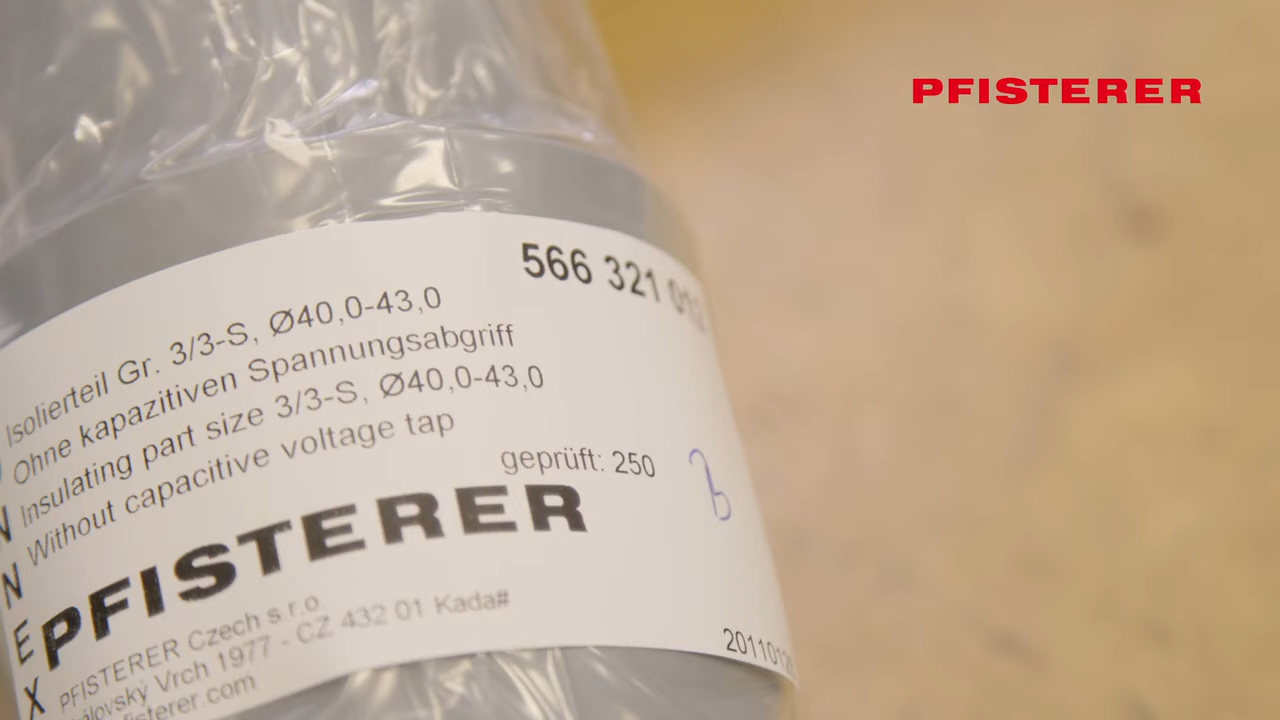 PFISTERER
566 321
Isolierteil Gr. 3/3-S, Ø40,0-43,0
Ohne kapazitiven Spannungsabgriff
Insulating part size 3/3-S, Ø40,0-43,0
Without capacitive voltage tap
geprüft: 250
PFISTERER
PFISTERER Czech s.r.o.
Vrch 1977 - CZ 432 01 Kada#
N
N
E
X